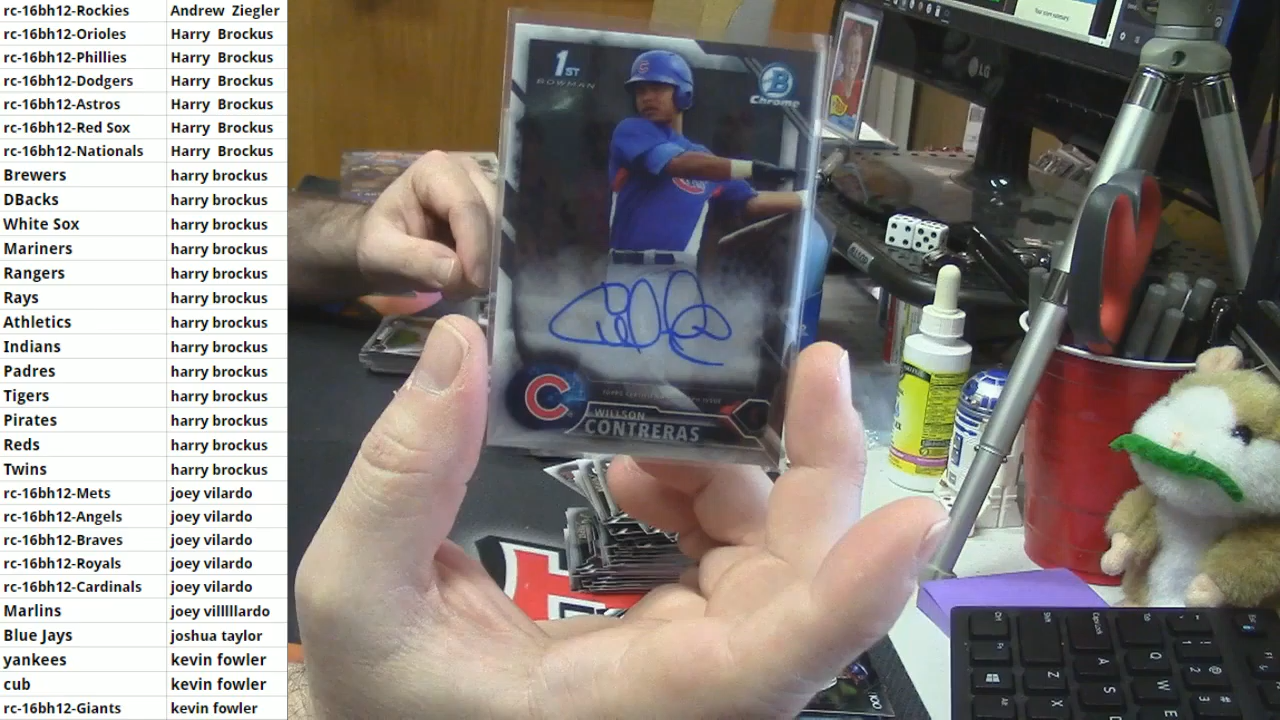 rc-16bh12-Rockies Andrew Ziegler
rc-16bh12-Orioles Harry Brockus
rc-16bh12-Phillies Harry Brockus
rc-16bh12-Dodgers Harry Brockus
rc-16bh12-Astros Harry Brockus
rc-16bh12-Red Sox Harry Brockus
rc-16bh12-Nationals Harry Brockus
Brewers harry brockus
DBacks harry brockus
White Sox harry brockus
Mariners harry brockus
Rangers harry brockus
Rays harry brockus
Athletics harry brockus
Indians harry brockus
Padres harry brockus
Tigers harry brockus
Pirates harry brockus
Reds harry brockus
Twins harry brockus
rc-16bh12-Mets joey vilardo
rc-16bh12-Angels joey vilardo
rc-16bh12-Braves joey vilardo
rc-16bh12-Royals joey vilardo
rc-16bh12-Cardinals joey vilardo
Marlins joey villlllardo
Blue Jays joshua taylor
yankees kevin fowler
cub kevin fowler
rc-16bh12-Giants kevin fowler
1ST
BOWMAN
B
Chrome
C
WILLSON
CONTRERAS
LG